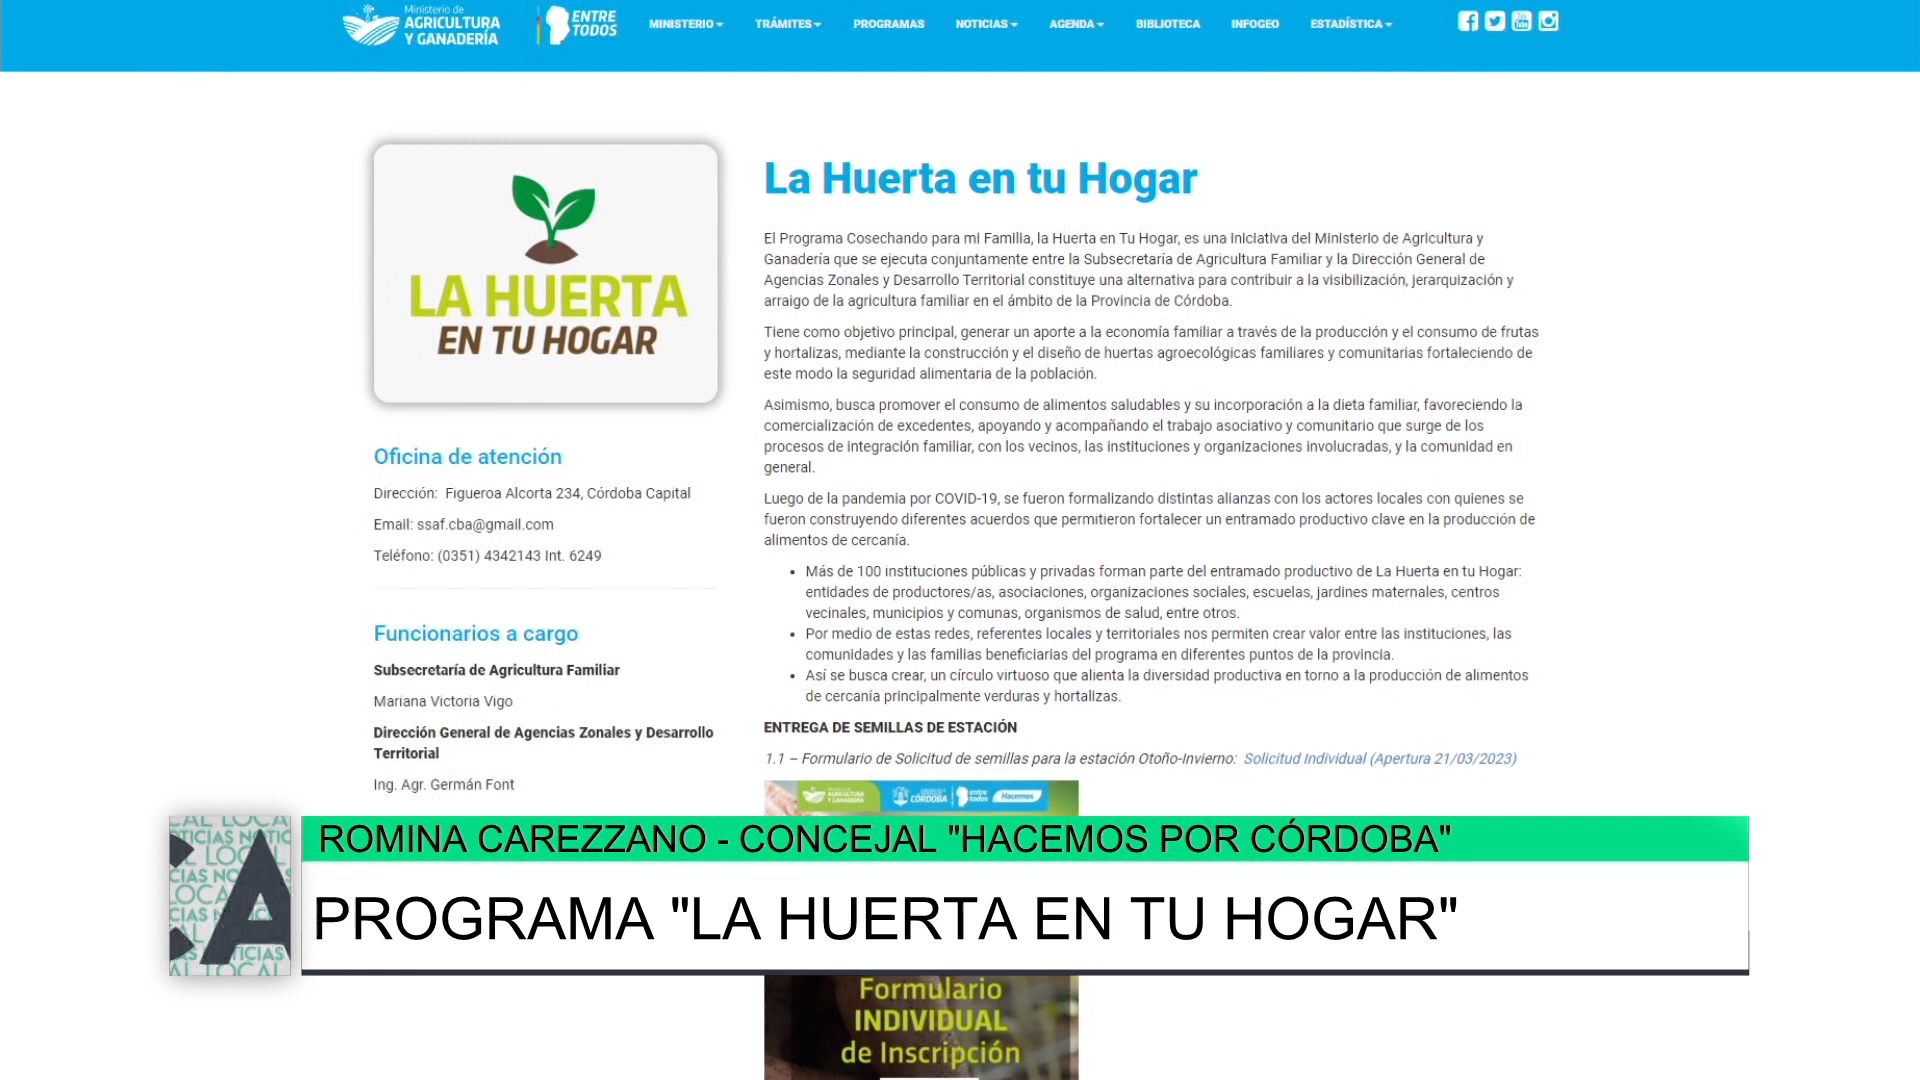 Ministerio de
AGRICULTURA
Y GANADERÍA
ENTRE
TODOS
MINISTERIO
TRÁMITES
PROGRAMAS
NOTICIAS
AGENDA
BIBLIOTECA
INFOGEO
ESTADÍSTICA
LA HUERTA
EN TU HOGAR
Oficina de atención
Dirección: Figueroa Alcorta 234, Córdoba Capital
Email: ssaf.cba@gmail.com
Teléfono: (0351) 4342143 Int. 6249
Funcionarios a cargo
Subsecretaría de Agricultura Familiar
Mariana Victoria Vigo
Dirección General de Agencias Zonales y Desarrollo
Territorial
Ing. Agr. Germán Font
La Huerta en tu Hogar
El Programa Cosechando para mi Familia, la Huerta en Tu Hogar, es una iniciativa del Ministerio de Agricultura y
Ganadería que se ejecuta conjuntamente entre la Subsecretaría de Agricultura Familiar y la Dirección General de
Agencias Zonales y Desarrollo Territorial constituye una alternativa para contribuir a la visibilización, jerarquización y
arraigo de la agricultura familiar en el ámbito de la Provincia de Córdoba.
Tiene como objetivo principal, generar un aporte a la economía familiar a través de la producción y el consumo de frutas
y hortalizas, mediante la construcción y el diseño de huertas agroecológicas familiares y comunitarias fortaleciendo de
este modo la seguridad alimentaria de la población.
Asimismo, busca promover el consumo de alimentos saludables y su incorporación a la dieta familiar, favoreciendo la
comercialización de excedentes, apoyando y acompañando el trabajo asociativo y comunitario que surge de los
procesos de integración familiar, con los vecinos, las instituciones y organizaciones involucradas, y la comunidad en
general.
Luego de la pandemia por COVID-19, se fueron formalizando distintas alianzas con los actores locales con quienes se
fueron construyendo diferentes acuerdos que permitieron fortalecer un entramado productivo clave en la producción de
alimentos de cercanía.
• Más de 100 instituciones públicas y privadas forman parte del entramado productivo de La Huerta en tu Hogar:
entidades de productores/as, asociaciones, organizaciones sociales, escuelas, jardines maternales, centros
vecinales, municipios y comunas, organismos de salud, entre otros.
• Por medio de estas redes, referentes locales y territoriales nos permiten crear valor entre las instituciones, las
comunidades y las familias beneficiarias del programa en diferentes puntos de la provincia.
• Así se busca crear, un círculo virtuoso que alienta la diversidad productiva en torno a la producción de alimentos
de cercanía principalmente verduras y hortalizas.
ENTREGA DE SEMILLAS DE ESTACIÓN
1.1 – Formulario de Solicitud de semillas para la estación Otoño-Invierno: Solicitud Individual (Apertura 21/03/2023)
AGRICULTURA
Y GANADERÍA
CÓRDOBA
entre
todos
Hacemos
ROMINA CAREZZANO - CONCEJAL "HACEMOS POR CÓRDOBA"
PROGRAMA "LA HUERTA EN TU HOGAR"
CA
Formulario
INDIVIDUAL
de Inscripción